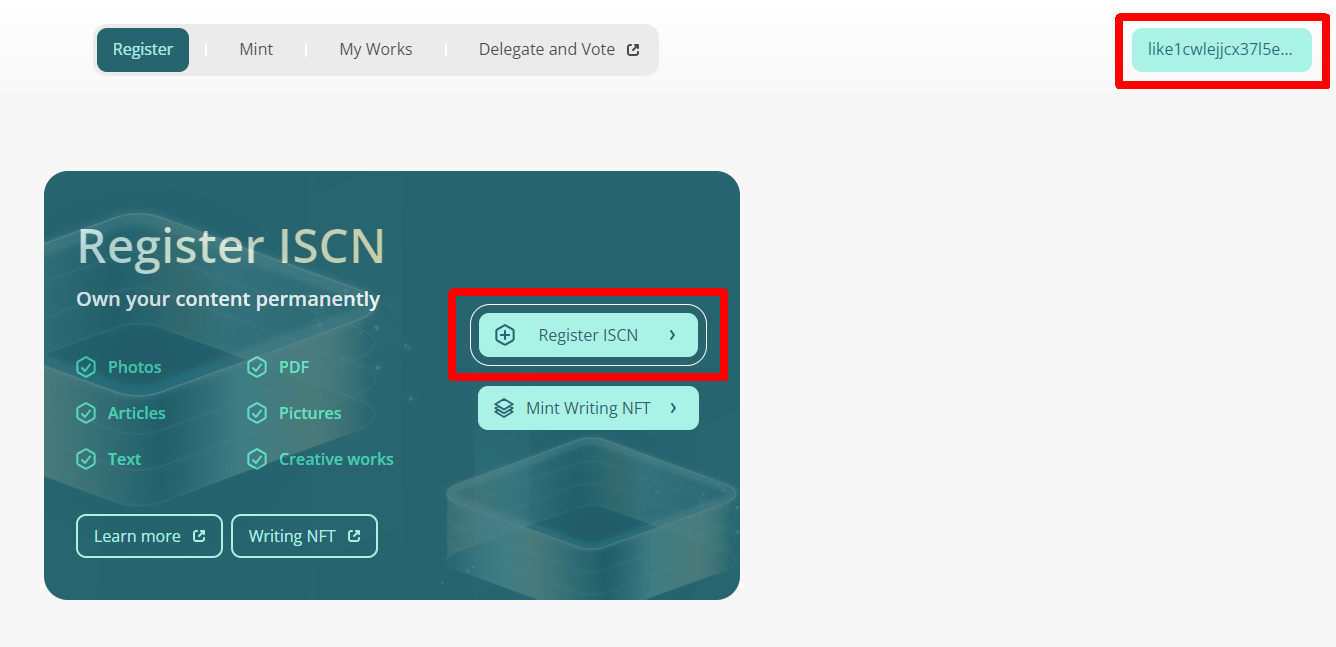 Register
Mint
My Works
Delegate and Vote
like1cwlejjcx37l5e...
Register ISCN
Own your content permanently
Photos
PDF
Articles
Pictures
Text
Creative works
Register ISCN
Mint Writing NFT
Learn more
Writing NFT